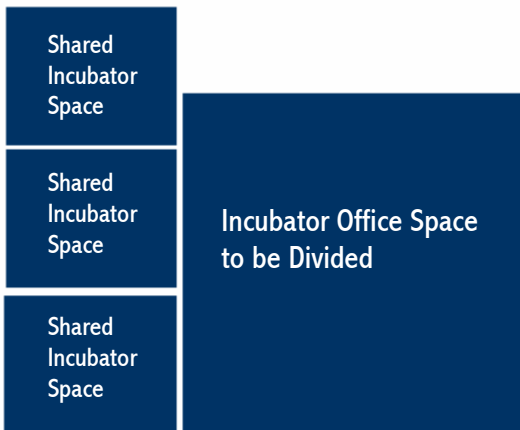 Shared
Incubator
Space
Shared
Incubator
Space
Shared
Incubator
Space
Incubator Office Space
to be Divided